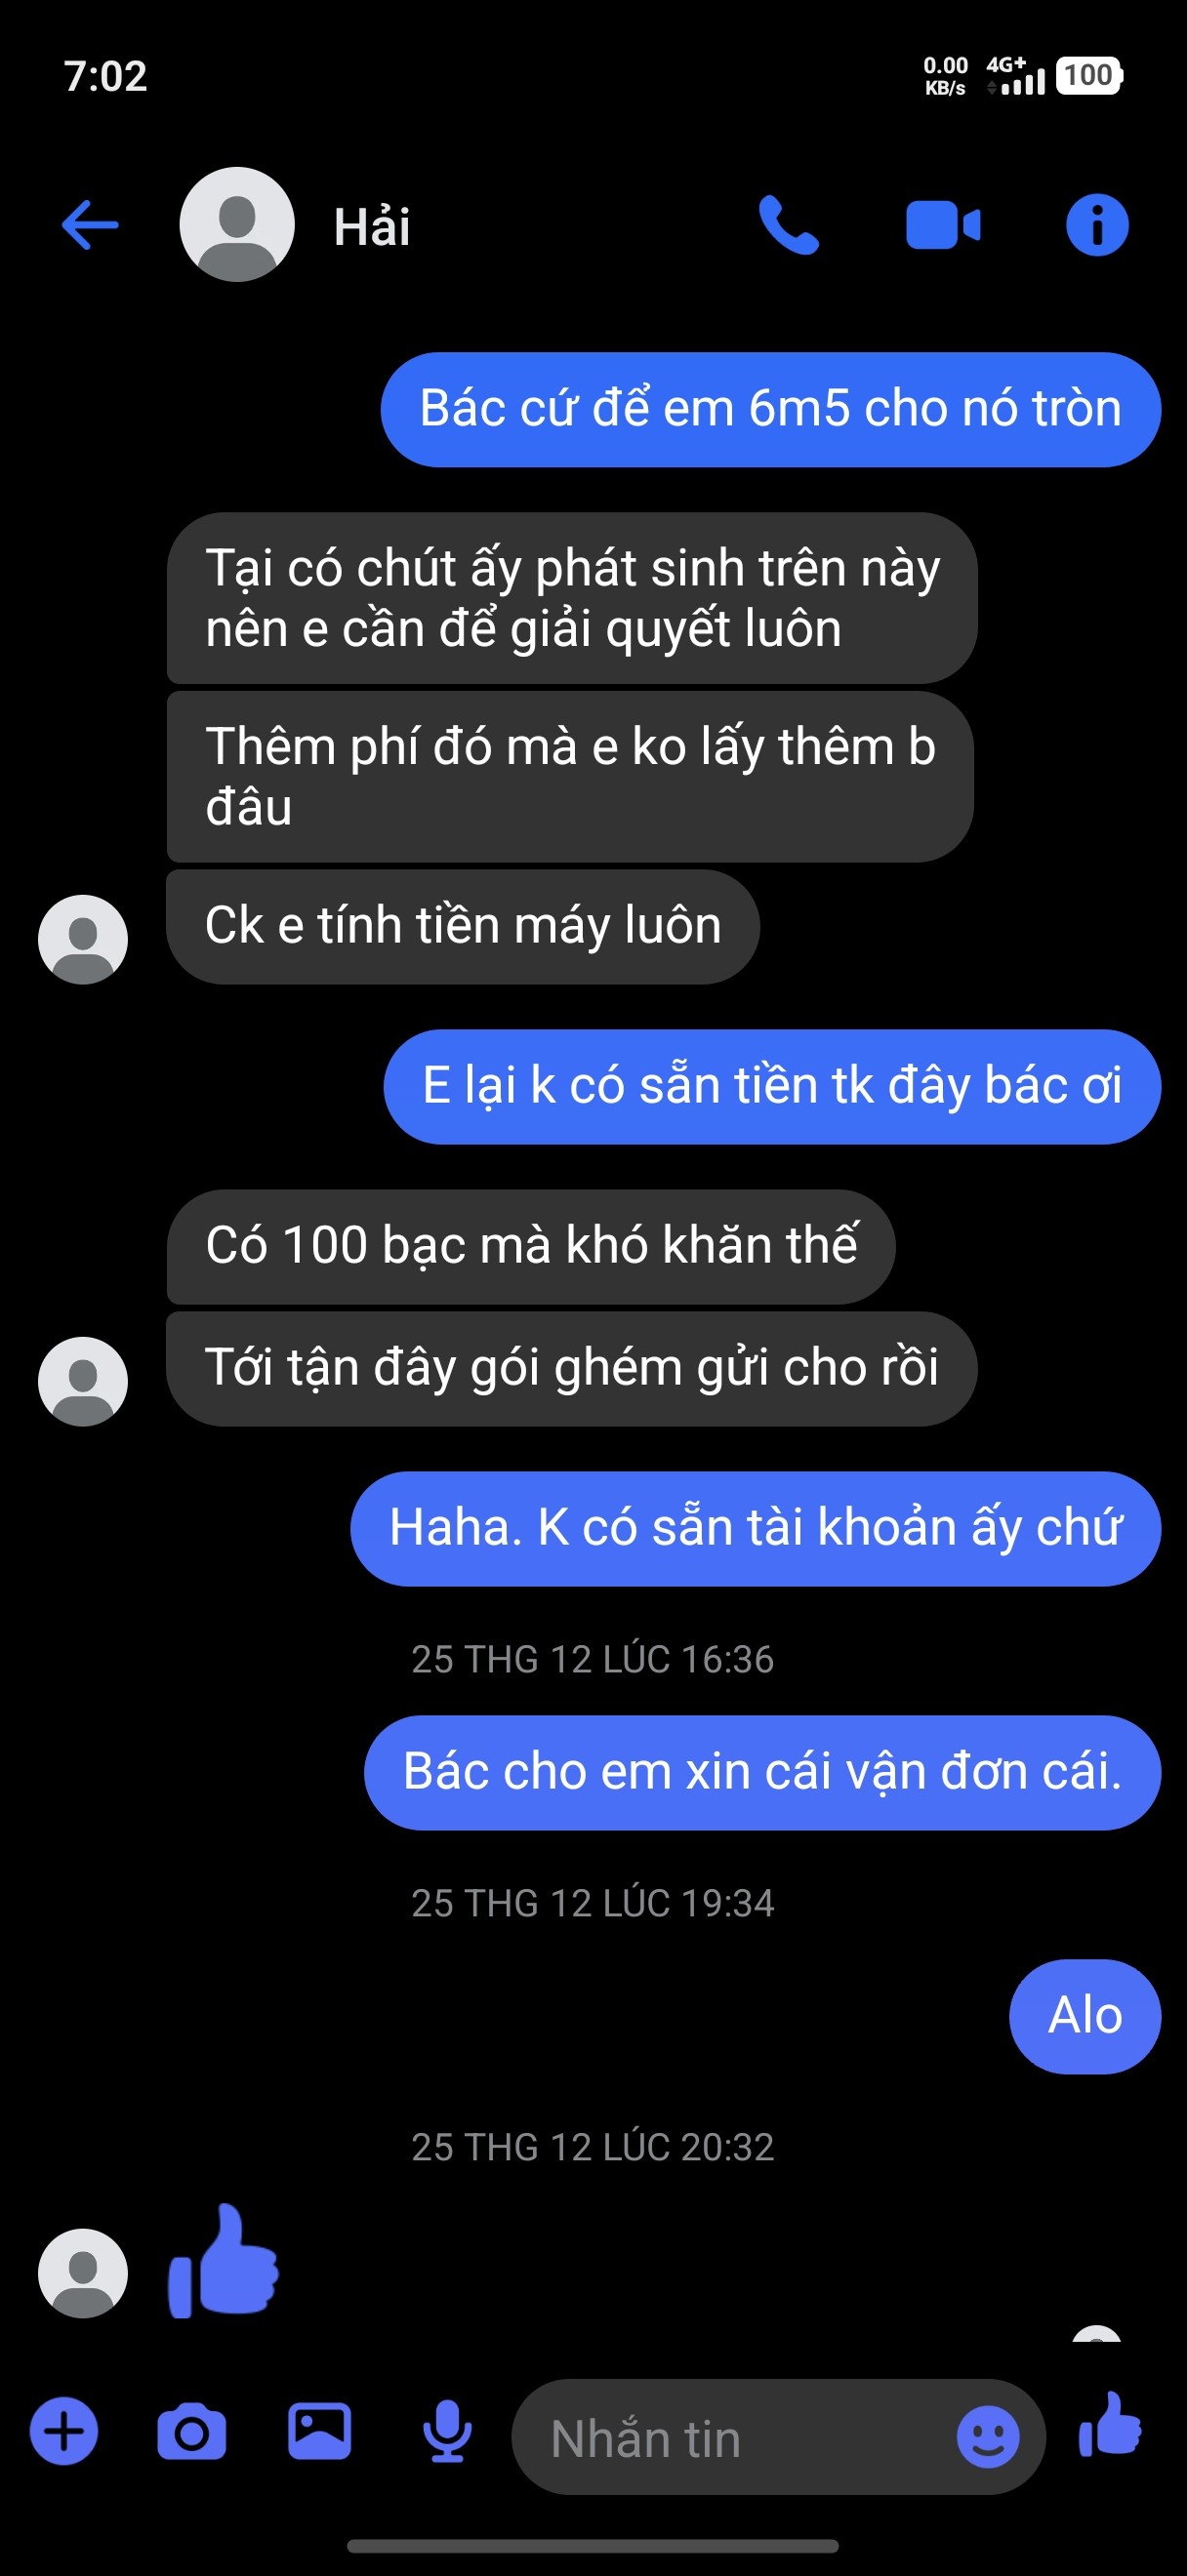 7:02
0.00
KB/s
4G+
100
Hải
Bác cứ để em 6m5 cho nó tròn
Tại có chút ấy phát sinh trên này
nên e cần để giải quyết luôn
Thêm phí đó mà e ko lấy thêm b
đâu
Ck e tính tiền máy luôn
E lại k có sẵn tiền tk đây bác ơi
Có 100 bạc mà khó khăn thế
Tới tận đây gói ghém gửi cho rồi
Haha. K có sẵn tài khoản ấy chứ
25 THG 12 LÚC 16:36
Bác cho em xin cái vận đơn cái.
25 THG 12 LÚC 19:34
Alo
25 THG 12 LÚC 20:32
Nhắn tin